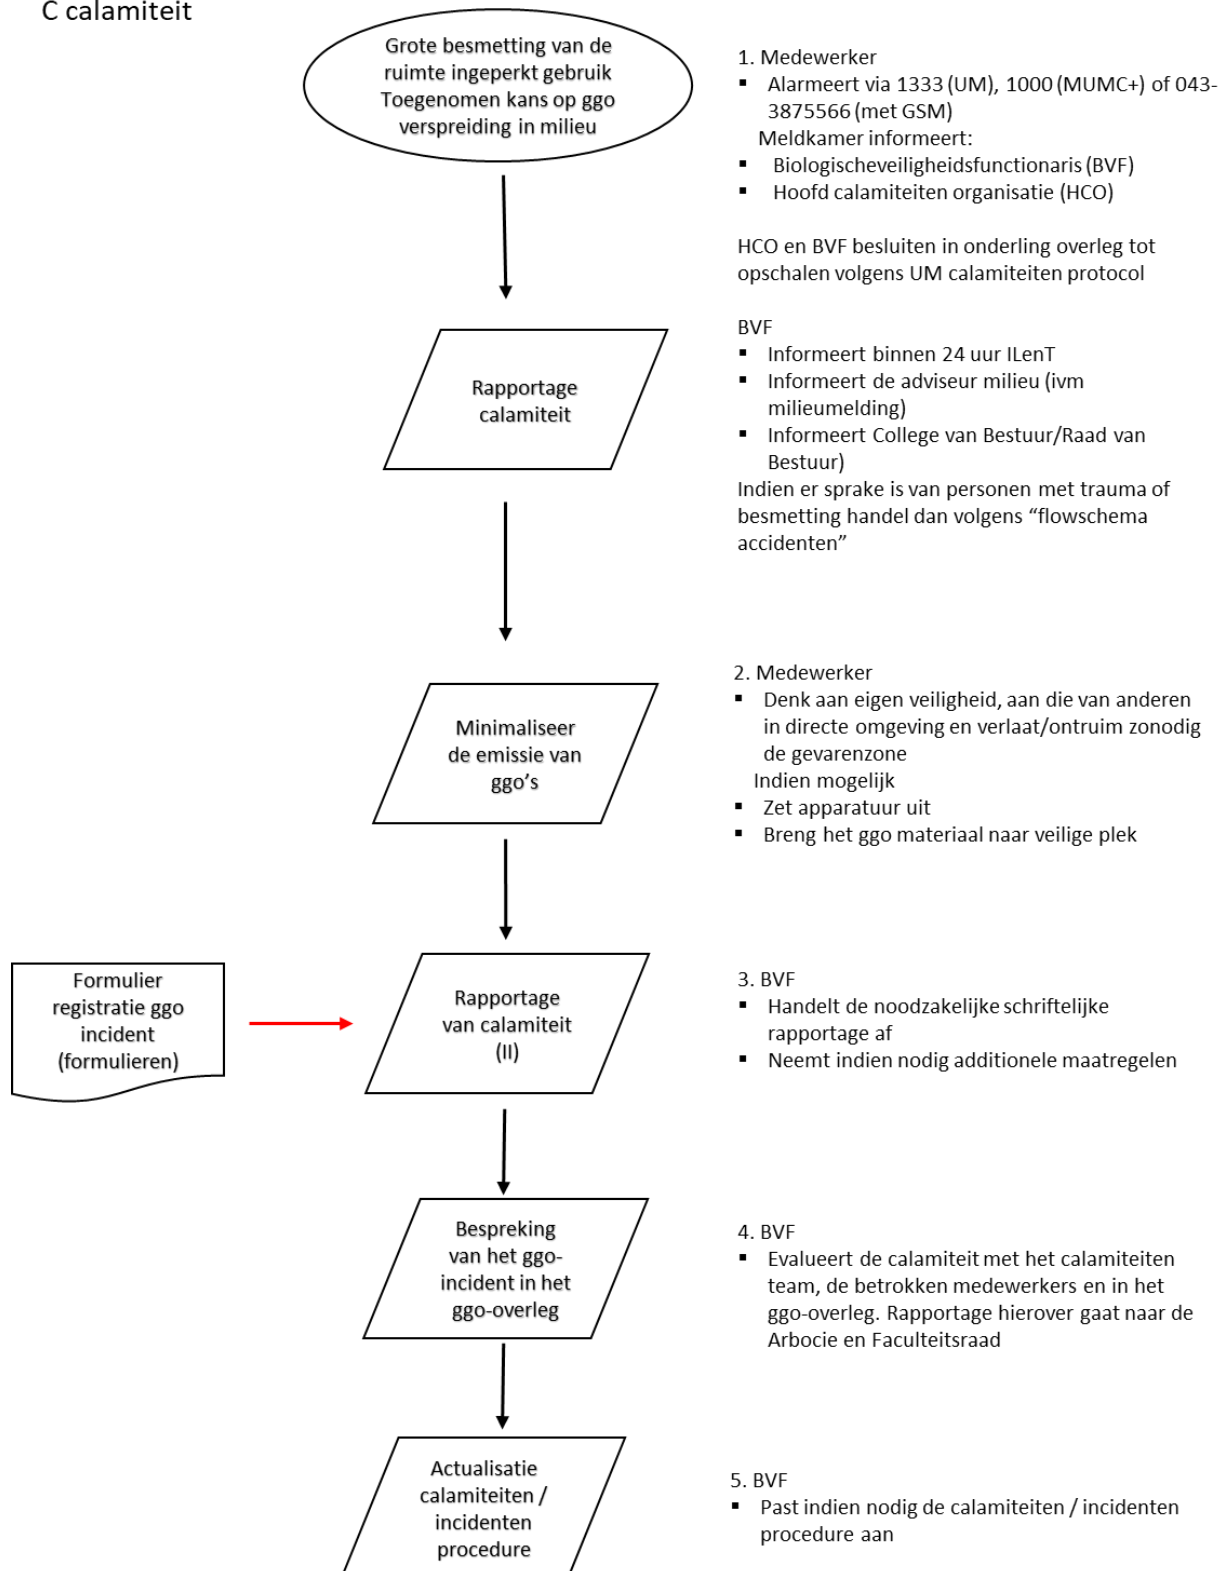 C calamiteit
Grote besmetting van de
ruimte ingeperkt gebruik
Toegenomen kans op ggo
verspreiding in milieu
1. Medewerker
▪ Alarmeert via 1333 (UM), 1000 (MUMC+) of 043-
3875566 (met GSM)
Meldkamer informeert:
▪ Biologischeveiligheidsfunctionaris (BVF)
▪ Hoofd calamiteiten organisatie (HCO)
HCO en BVF besluiten in onderling overleg tot
opschalen volgens UM calamiteiten protocol
Rapportage
calamiteit
BVF
▪ Informeert binnen 24 uur ILenT
▪ Informeert de adviseur milieu (ivm
milieumelding)
▪ Informeert College van Bestuur/Raad van
Bestuur)
Indien er sprake is van personen met trauma of
besmetting handel dan volgens “flowschema
accidenten”
Minimaliseer
de emissie van
ggo’s
2. Medewerker
▪ Denk aan eigen veiligheid, aan die van anderen
in directe omgeving en verlaat/ontruim zonodig
de gevarenzone
Indien mogelijk
▪ Zet apparatuur uit
▪ Breng het ggo materiaal naar veilige plek
Formulier
registratie ggo
incident
(formulieren)
Rapportage
van calamiteit
(II)
3. BVF
▪ Handelt de noodzakelijke schriftelijke
rapportage af
▪ Neemt indien nodig additionele maatregelen
Bespreking
van het ggo-
incident in het
ggo-overleg
4. BVF
▪ Evalueert de calamiteit met het calamiteiten
team, de betrokken medewerkers en in het
ggo-overleg. Rapportage hierover gaat naar de
Arbocie en Faculteitsraad
Actualisatie
calamiteiten /
incidenten
procedure
5. BVF
▪ Past indien nodig de calamiteiten / incidenten
procedure aan